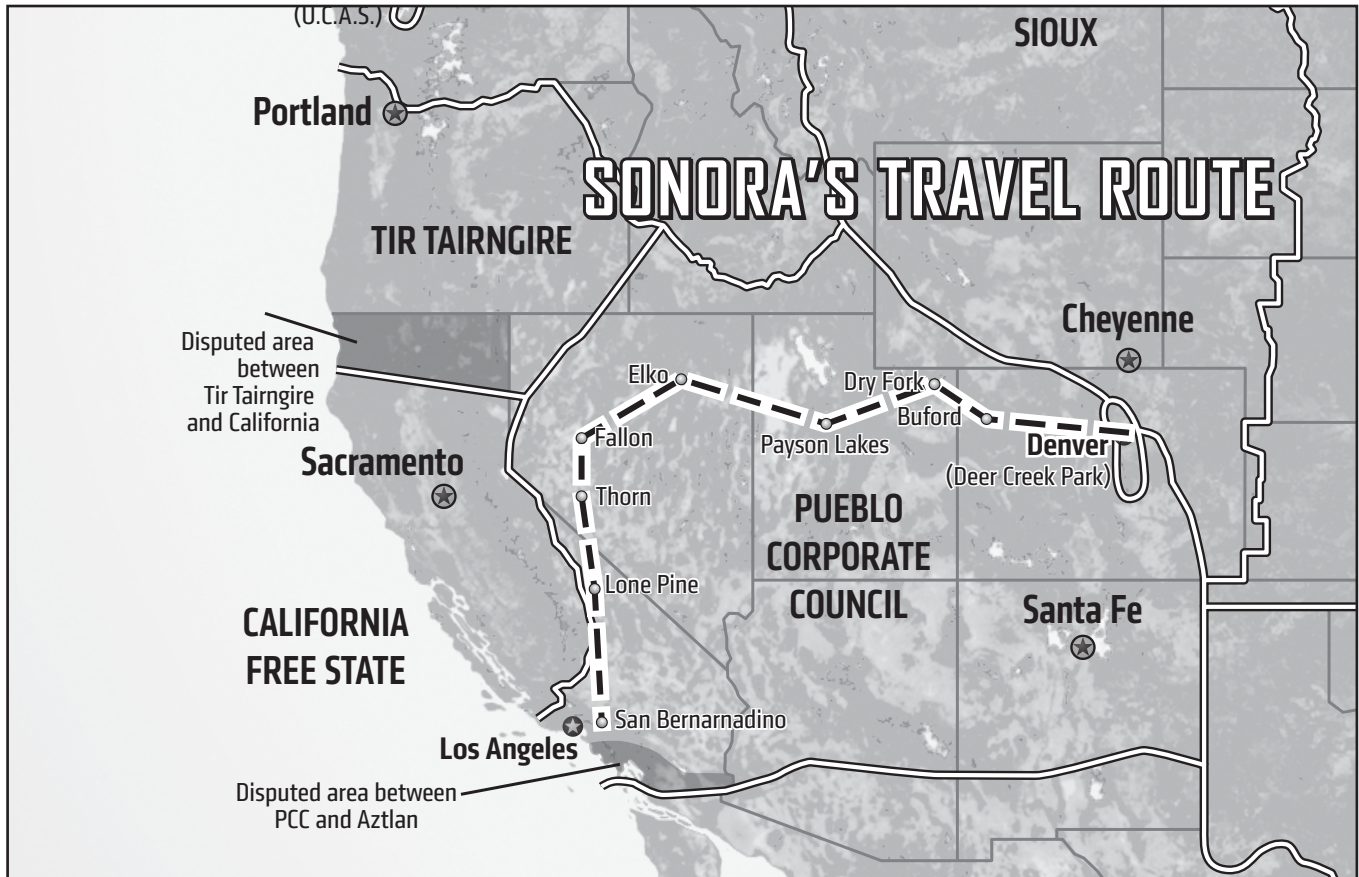 (U.C.A.S.)
SIOUX
Portland
SONORA'S TRAVEL ROUTE
TIR TAIRNGIRE
Cheyenne
Disputed area
between
Tir Tairngire
and California
Elko
Dry Fork
Buford
Fallon
Payson Lakes
Denver
(Deer Creek Park)
Sacramento
Thorn
PUEBLO
CORPORATE
COUNCIL
Lone Pine
Santa Fe
CALIFORNIA
FREE STATE
San Bernarnadino
Los Angeles
Disputed area between
PCC and Aztlan